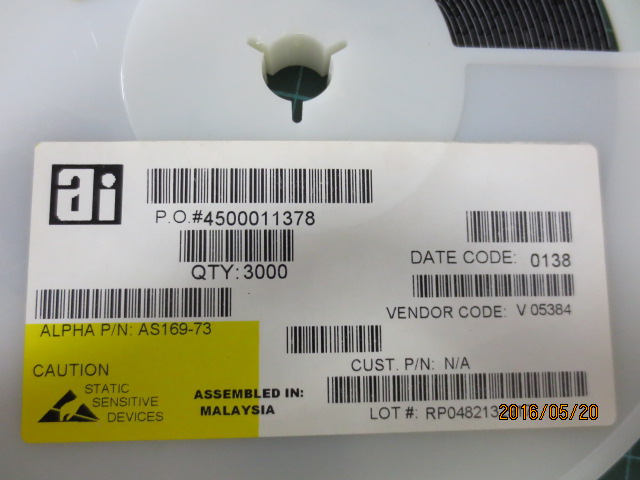 ai
P.O.#4500011378
QTY:3000
DATE CODE: 0138
VENDOR CODE: V 05384
ALPHA P/N: AS169-73
CUST. P/N: N/A
CAUTION
STATIC
SENSITIVE
DEVICES
ASSEMBLED IN:
MALAYSIA
LOT #:
2016/05/20